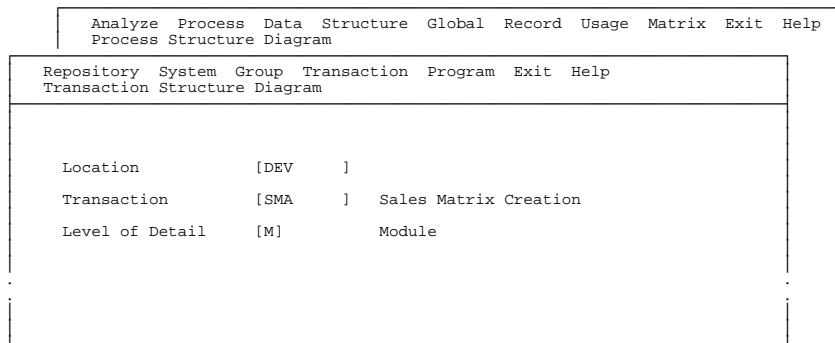 Analyze Process Data Structure Global Record Usage Matrix Exit Help
Process Structure Diagram
Repository System Group Transaction Program Exit Help
Transaction Structure Diagram
Location [DEV ]
Transaction [SMA ] Sales Matrix Creation
Level of Detail [M] Module